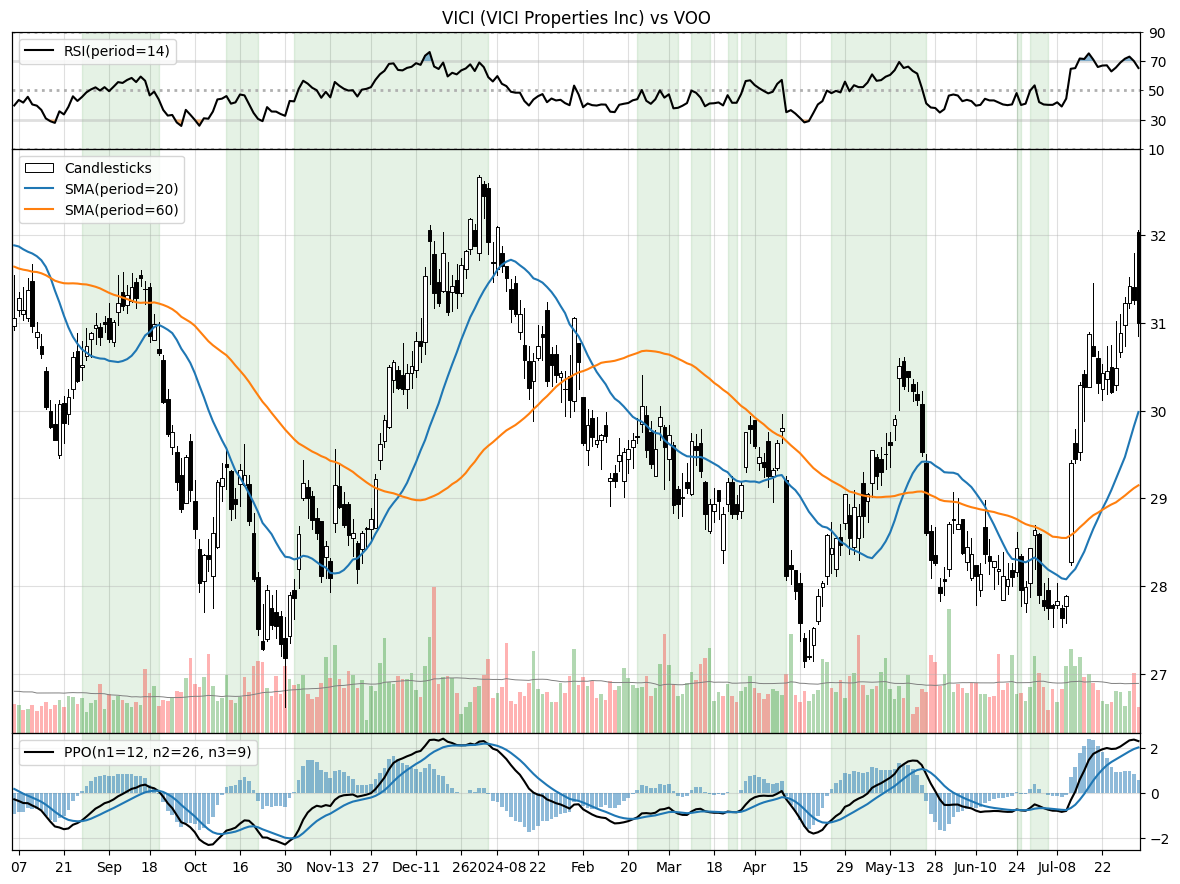 VICI (VICI Properties Inc) vs VOO
RSI(period=14)
90
70
50
30
10
Candlesticks
SMA(period=20)
SMA(period=60)
32
31
30
29
28
27
PPO(n1=12, n2=26, n3=9)
2
0
−2
07 21 Sep 18 Oct 16 30 Nov-13 27 Dec-11 26 2024-08 22 Feb 20 Mar 18 Apr 15 29 May-13 28 Jun-10 24 Jul-08 22